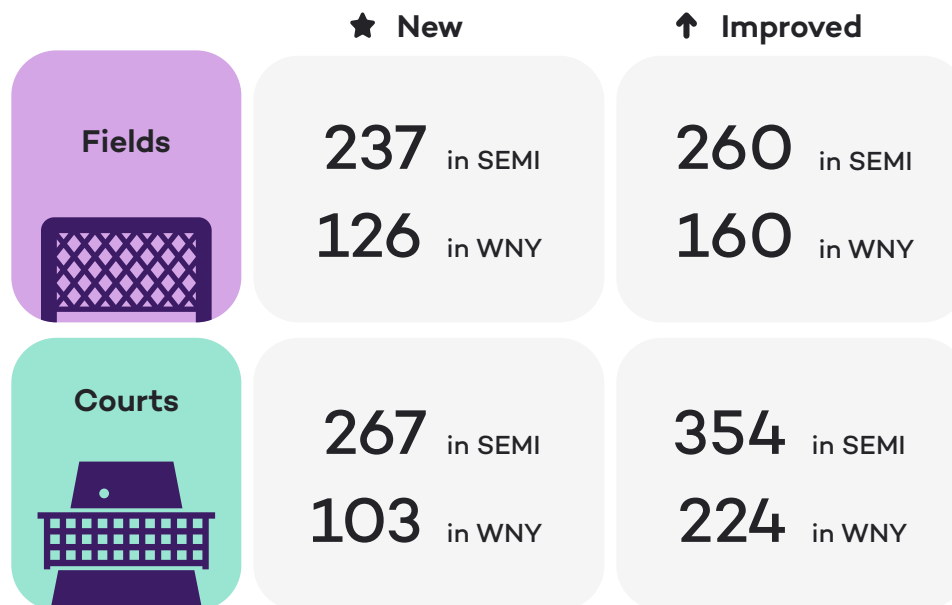 New Improved
Fields
237 in SEMI 260 in SEMI
126 in WNY 160 in WNY
Courts
267 in SEMI 354 in SEMI
103 in WNY 224 in WNY